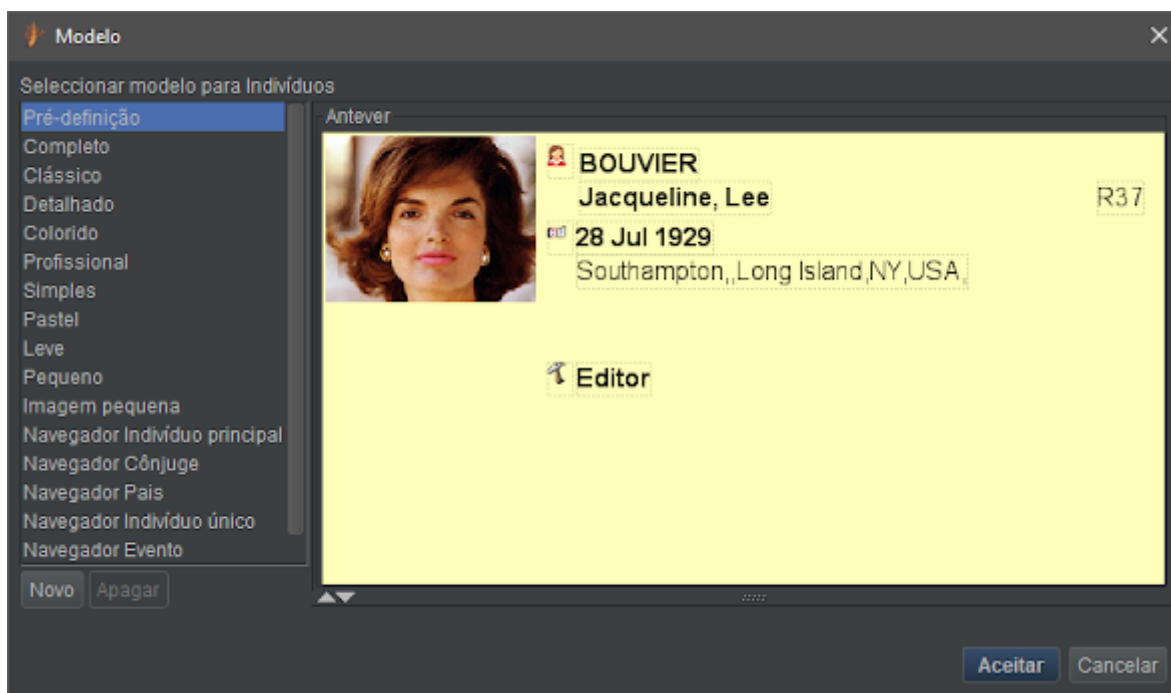 Modelo
Seleccionar modelo para Indivíduos
Pré-definição
Completo
Clássico
Detalhado
Colorido
Profissional
Simples
Pastel
Leve
Pequeno
Imagem pequena
Navegador Indivíduo principal
Navegador Cônjuge
Navegador Pais
Navegador Indivíduo único
Navegador Evento
Novo Apagar
Antever
BOUVIER
Jacqueline, Lee R37
28 Jul 1929
Southampton,,Long Island,NY,USA,
Editor
Aceitar Cancelar